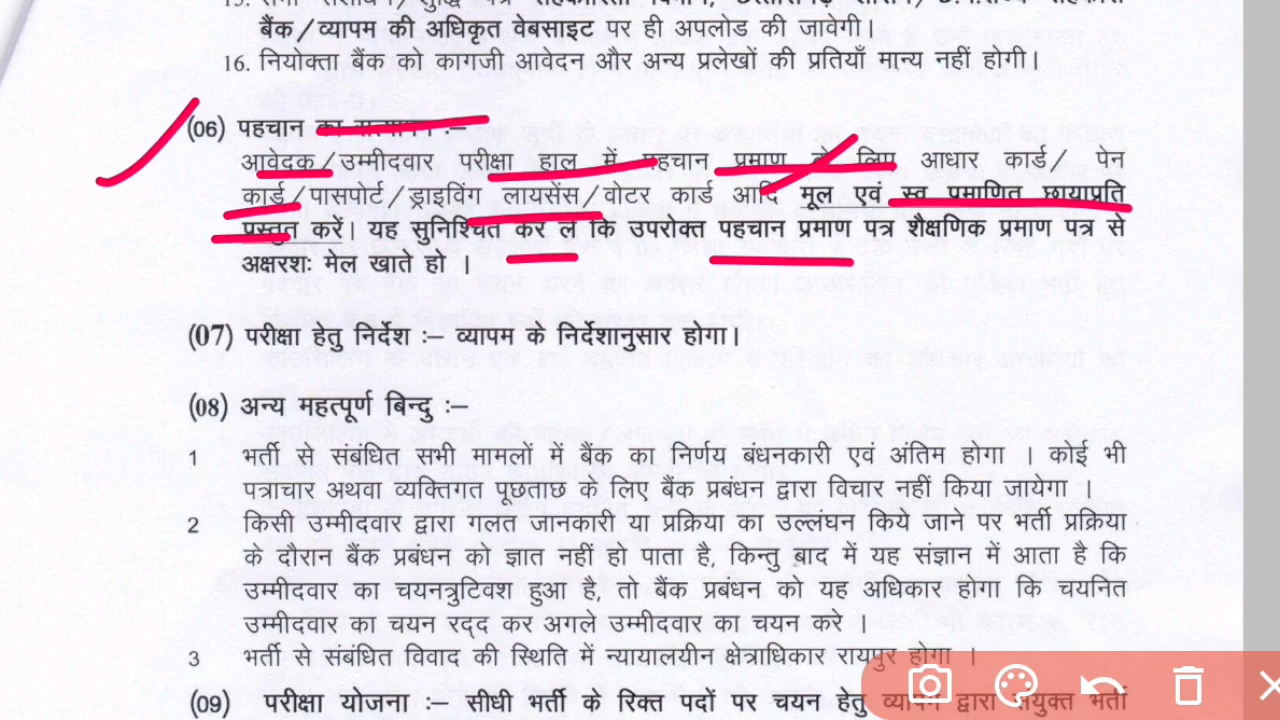 बैंक/व्यापम की अधिकृत वेबसाइट पर ही अपलोड की जावेगी।
16. नियोक्ता बैंक को कागजी आवेदन और अन्य प्रलेखों की प्रतियाँ मान्य नहीं होगी।
(06) पहचान का सत्यापन :–
आवेदक/उम्मीदवार परीक्षा हाल में पहचान प्रमाण के लिए आधार कार्ड/ पेन
कार्ड/पासपोर्ट/ड्राइविंग लायसेंस/वोटर कार्ड आदि मूल एवं स्व प्रमाणित छायाप्रति
प्रस्तुत करें। यह सुनिश्चित कर लें कि उपरोक्त पहचान प्रमाण पत्र शैक्षणिक प्रमाण पत्र से
अक्षरशः मेल खाते हो ।
(07) परीक्षा हेतु निर्देश :– व्यापम के निर्देशानुसार होगा।
(08) अन्य महत्पूर्ण बिन्दु :–
1 भर्ती से संबंधित सभी मामलों में बैंक का निर्णय बंधनकारी एवं अंतिम होगा । कोई भी
पत्राचार अथवा व्यक्तिगत पूछताछ के लिए बैंक प्रबंधन द्वारा विचार नहीं किया जायेगा ।
2 किसी उम्मीदवार द्वारा गलत जानकारी या प्रक्रिया का उल्लंघन किये जाने पर भर्ती प्रक्रिया
के दौरान बैंक प्रबंधन को ज्ञात नहीं हो पाता है, किन्तु बाद में यह संज्ञान में आता है कि
उम्मीदवार का चयनत्रुटिवश हुआ है, तो बैंक प्रबंधन को यह अधिकार होगा कि चयनित
उम्मीदवार का चयन रद्द कर अगले उम्मीदवार का चयन करे ।
3 भर्ती से संबंधित विवाद की स्थिति में न्यायालयीन क्षेत्राधिकार रायपुर होगा ।
(09) परीक्षा योजना :– सीधी भर्ती के रिक्त पदों पर चयन हेतु व्यापम द्वारा संयुक्त भर्ती